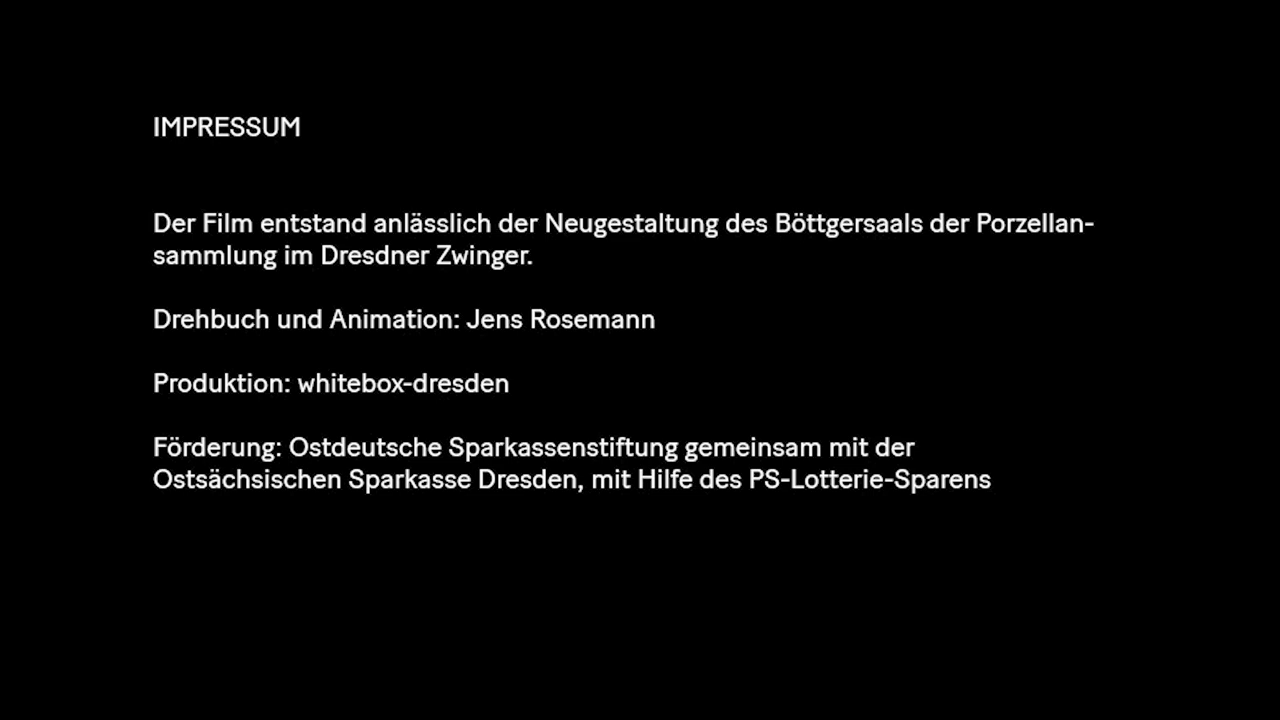 IMPRESSUM
Der Film entstand anlässlich der Neugestaltung des Böttgersaals der Porzellan-
sammlung im Dresdner Zwinger.
Drehbuch und Animation: Jens Rosemann
Produktion: whitebox-dresden
Förderung: Ostdeutsche Sparkassenstiftung gemeinsam mit der
Ostsächsischen Sparkasse Dresden, mit Hilfe des PS-Lotterie-Sparens